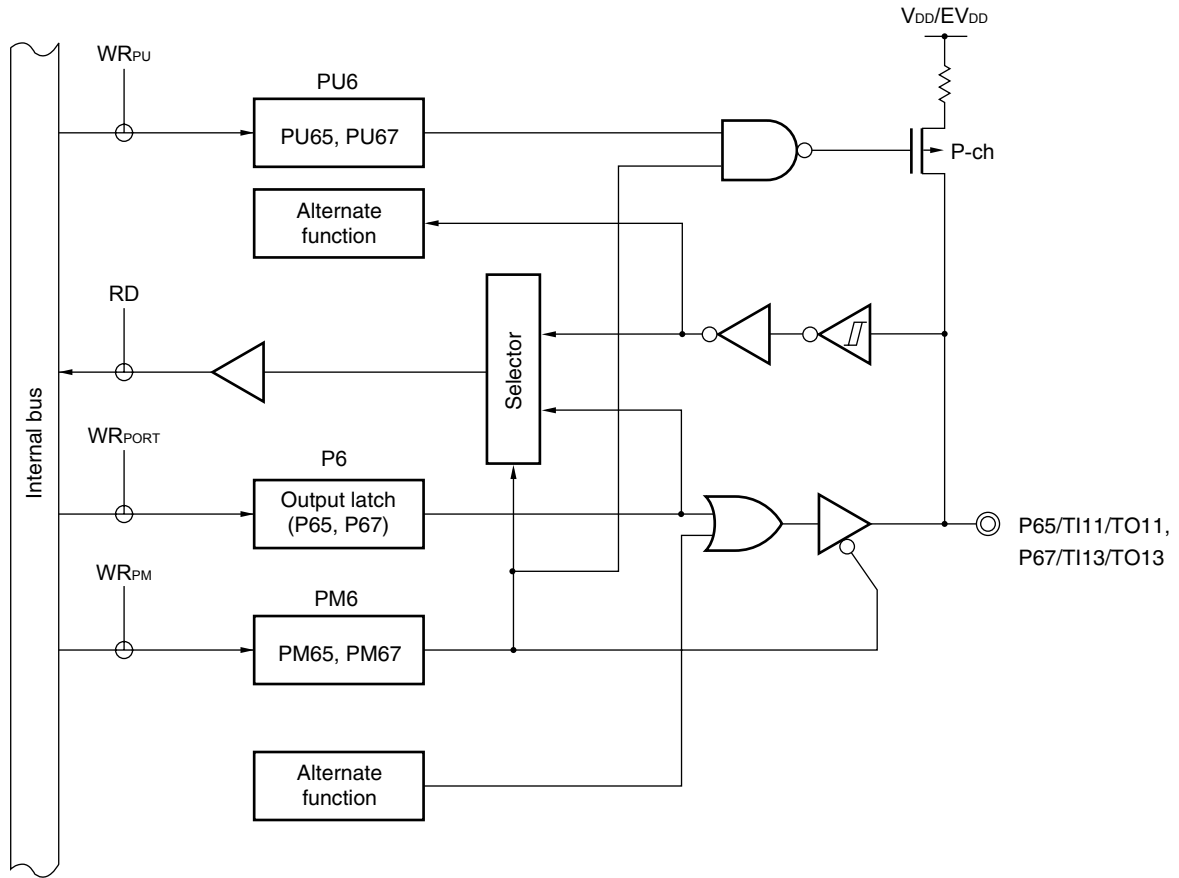 VDD/EVDD
WRPU
PU6
PU65, PU67
P-ch
Alternate
function
RD
Selector
Internal bus
WRPORT
P6
Output latch
(P65, P67)
P65/TI11/TO11,
P67/TI13/TO13
WRPM
PM6
PM65, PM67
Alternate
function